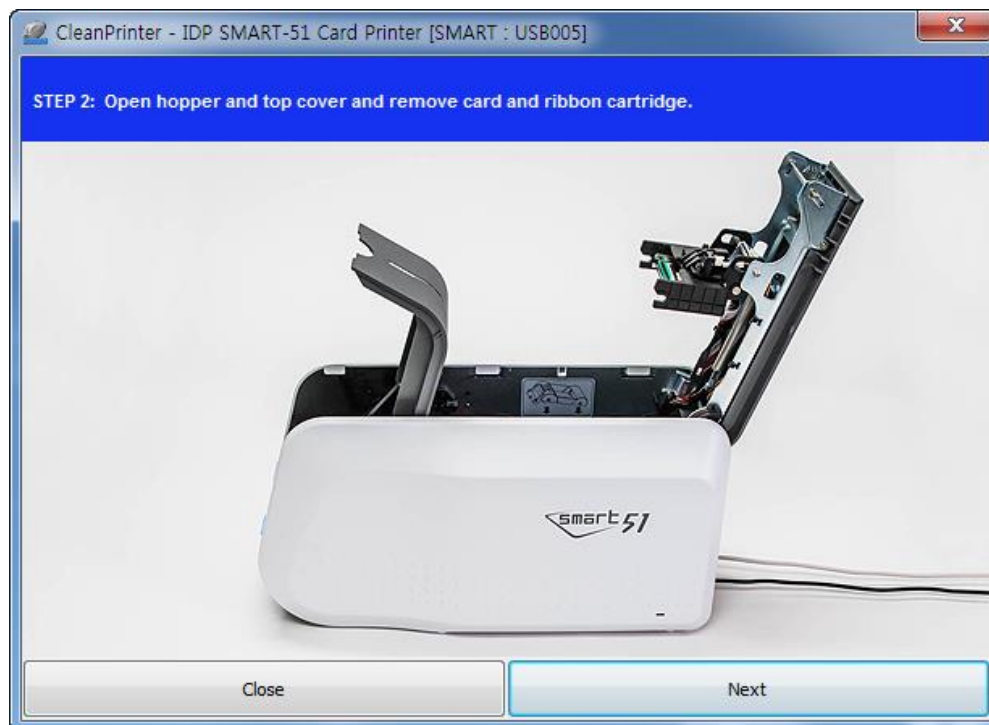 CleanPrinter - IDP SMART-51 Card Printer [SMART : USB005]
STEP 2:  Open hopper and top cover and remove card and ribbon cartridge.
smart 51
Close
Next